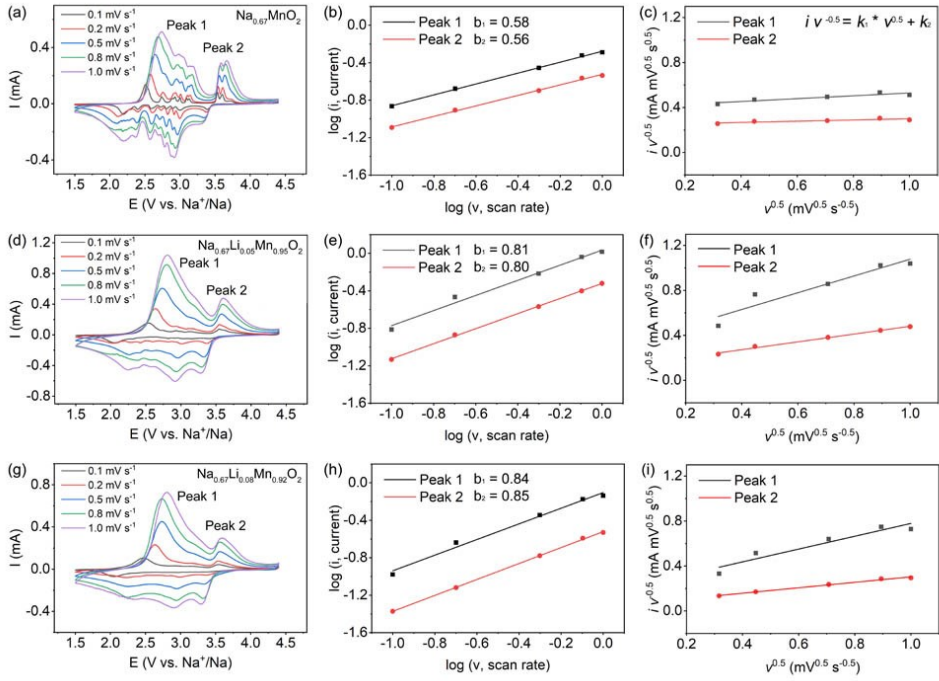 (a)
Na0.67MnO2
0.1 mV s-1
0.2 mV s-1
0.5 mV s-1
0.8 mV s-1
1.0 mV s-1
Peak 1
Peak 2
I (mA)
0.4
0.0
-0.4
1.5 2.0 2.5 3.0 3.5 4.0 4.5
E (V vs. Na+/Na)
(b)
Peak 1 b1 = 0.58
Peak 2 b2 = 0.56
log (i, current)
0.0
-0.4
-0.8
-1.2
-1.6
-1.0 -0.8 -0.6 -0.4 -0.2 0.0
log (v, scan rate)
(c)
i v-0.5 = k1 * v0.5 + k2
Peak 1
Peak 2
i v-0.5 (mA mV0.5 s0.5)
1.2
0.8
0.4
0.0
0.2 0.4 0.6 0.8 1.0
v0.5 (mV0.5 s-0.5)
(d)
Na0.67Li0.05Mn0.95O2
0.1 mV s-1
0.2 mV s-1
0.5 mV s-1
0.8 mV s-1
1.0 mV s-1
Peak 1
Peak 2
I (mA)
1.2
0.8
0.4
0.0
-0.4
-0.8
1.5 2.0 2.5 3.0 3.5 4.0 4.5
E (V vs. Na+/Na)
(e)
Peak 1 b1 = 0.81
Peak 2 b2 = 0.80
log (i, current)
0.4
0.0
-0.4
-0.8
-1.2
-1.6
-1.0 -0.8 -0.6 -0.4 -0.2 0.0
log (v, scan rate)
(f)
Peak 1
Peak 2
i v-0.5 (mA mV0.5 s0.5)
1.2
0.8
0.4
0.0
0.2 0.4 0.6 0.8 1.0
v0.5 (mV0.5 s-0.5)
(g)
Na0.67Li0.08Mn0.92O2
0.1 mV s-1
0.2 mV s-1
0.5 mV s-1
0.8 mV s-1
1.0 mV s-1
Peak 1
Peak 2
I (mA)
0.8
0.4
0.0
-0.4
1.5 2.0 2.5 3.0 3.5 4.0 4.5
E (V vs. Na+/Na)
(h)
Peak 1 b1 = 0.84
Peak 2 b2 = 0.85
log (i, current)
0.0
-0.4
-0.8
-1.2
-1.6
-1.0 -0.8 -0.6 -0.4 -0.2 0.0
log (v, scan rate)
(i)
Peak 1
Peak 2
i v-0.5 (mA mV0.5 s0.5)
1.2
0.8
0.4
0.0
0.2 0.4 0.6 0.8 1.0
v0.5 (mV0.5 s-0.5)